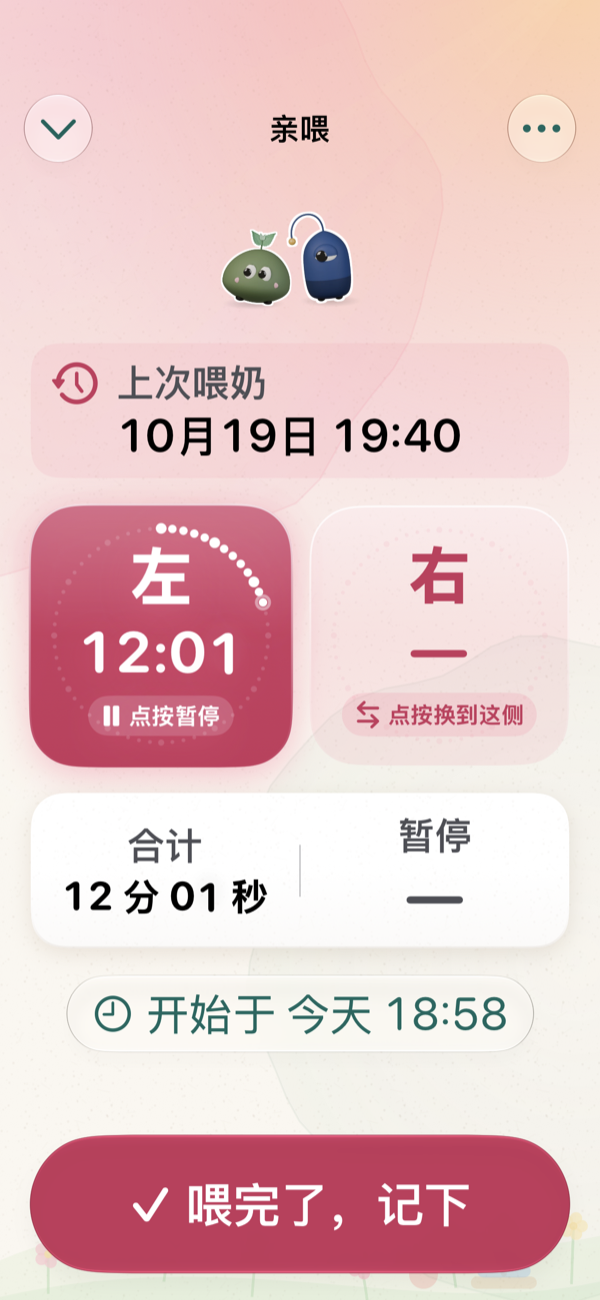 亲喂
上次喂奶
10月19日 19:40
左
12:01
点按暂停
右
—
点按换到这侧
合计
12 分 01 秒
暂停
—
开始于 今天 18:58
喂完了，记下